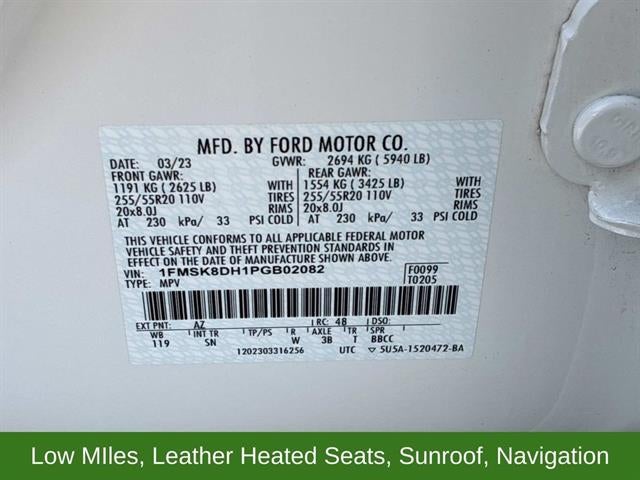 MFD. BY FORD MOTOR CO.
DATE: 03/23 GVWR: 2694 KG ( 5940 LB)
FRONT GAWR: REAR GAWR:
1191 KG ( 2625 LB) WITH 1554 KG ( 3425 LB) WITH
255/55R20 110V TIRES 255/55R20 110V TIRES
20x8.0J RIMS 20x8.0J RIMS
AT 230 kPa/ 33 PSI COLD AT 230 kPa/ 33 PSI COLD
THIS VEHICLE CONFORMS TO ALL APPLICABLE FEDERAL MOTOR
VEHICLE SAFETY AND THEFT PREVENTION STANDARDS IN
EFFECT ON THE DATE OF MANUFACTURE SHOWN ABOVE.
VIN: 1FMSK8DH1PGB02082 F0099
TYPE: MPV T0205
EXT PNT: AZ RC: 48 DSO:
WB INT TR TP/PS R AXLE TR SPR
119 SN W 3B T BBCC
1202303316256 UTC ▽5U5A-1520472-BA
Low MIles, Leather Heated Seats, Sunroof, Navigation